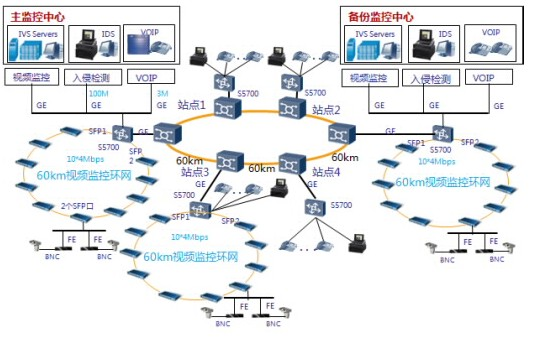 主监控中心
IVS Servers
IDS
VOIP
视频监控
入侵检测
VOIP
GE
100M
GE
3M
GE
备份监控中心
IVS Servers
IDS
VOIP
视频监控
入侵检测
VOIP
GE
GE
GE
S5700
S5700
站点1
站点2
SFP1
S5700
GE
SFP
2
60km
GE
SFP1
S5700
SFP2
10*4Mbps
60km视频监控环网
2个SFP口
FE
FE
BNC
BNC
站点3
60km
60km
站点4
GE
GE
S5700
S5700
SFP1
SFP2
10*4Mbps
60km视频监控环网
FE
FE
BNC
BNC
10*4Mbps
60km视频监控环网
FE
FE
BNC
BNC